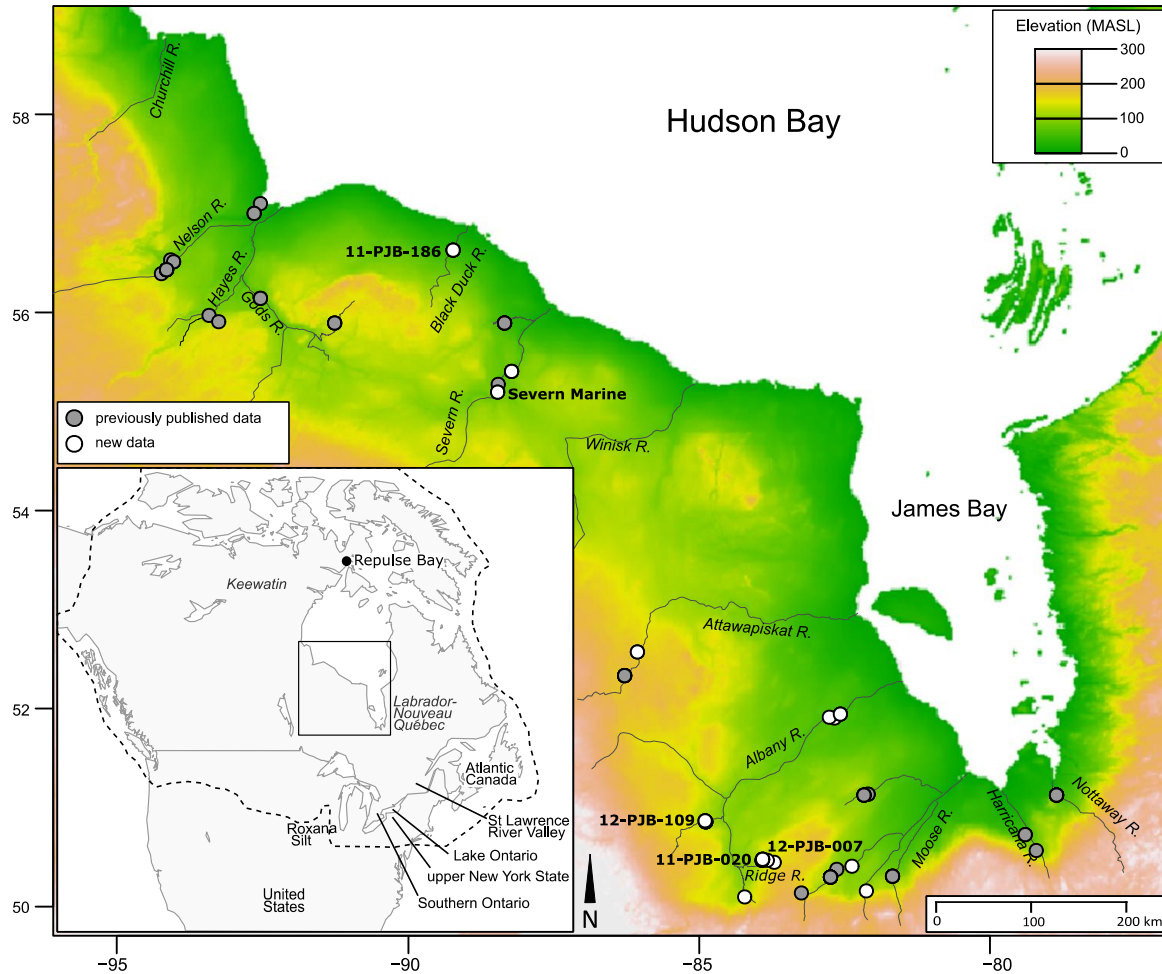 Elevation (MASL)
300
200
100
0
58
56
54
52
50
−95
−90
−85
−80
Hudson Bay
James Bay
Churchill R.
Nelson R.
Hayes R.
Gods R.
11-PJB-186
Black Duck R.
Severn Marine
Severn R.
Winisk R.
previously published data
new data
Attawapiskat R.
Albany R.
12-PJB-109
12-PJB-007
11-PJB-020
Ridge R.
Moose R.
Harricana R.
Nottaway R.
N
0 100 200 km
Repulse Bay
Keewatin
Labrador-
Nouveau
Québec
Atlantic
Canada
St Lawrence
River Valley
Roxana
Silt
Lake Ontario
upper New York State
Southern Ontario
United
States